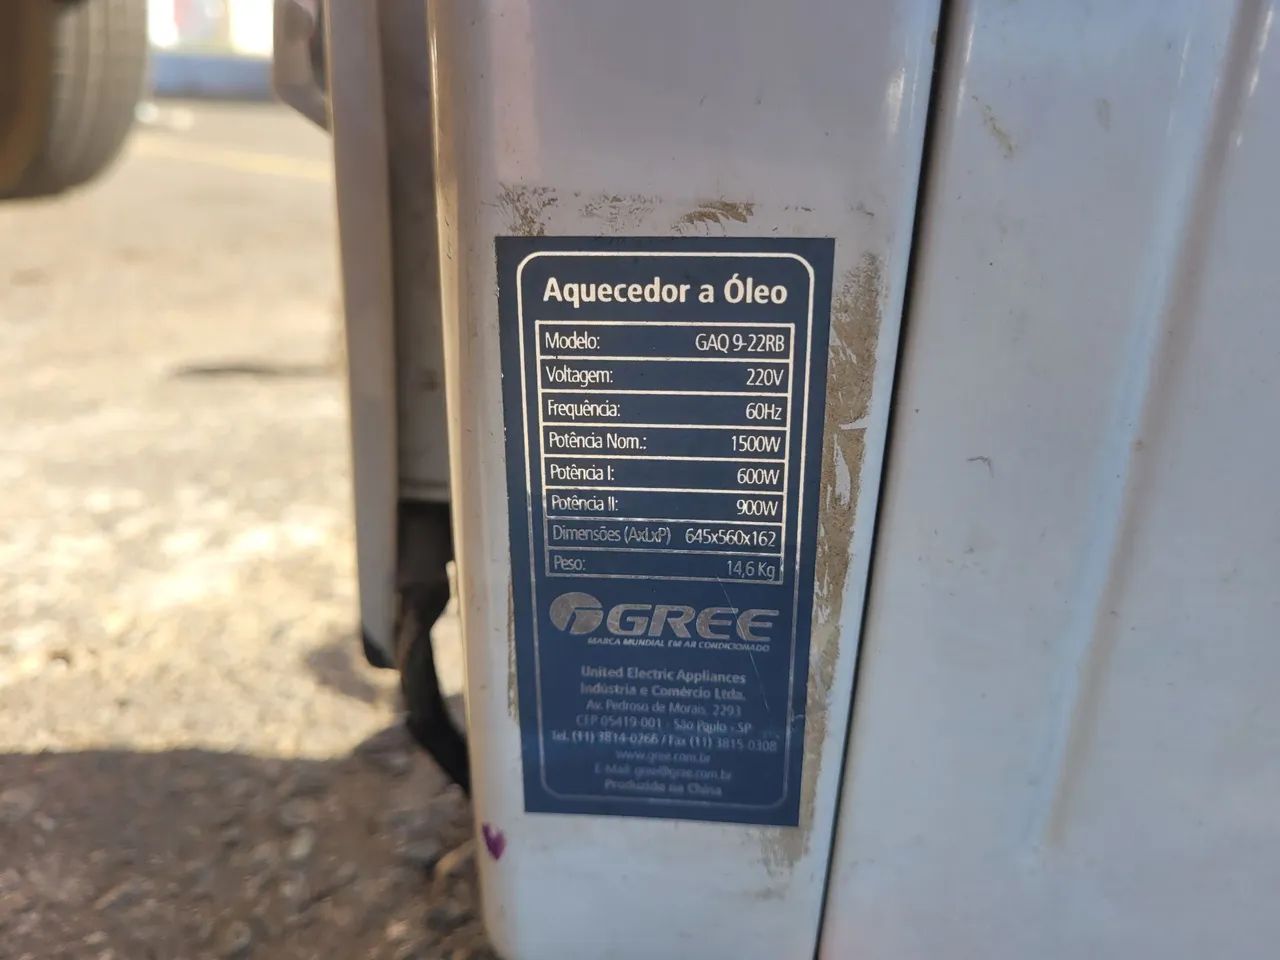 Aquecedor a Óleo
Modelo: GAQ 9-22RB
Voltagem: 220V
Frequência: 60Hz
Potência Nom.: 1500W
Potência I: 600W
Potência II: 900W
Dimensões (AxLxP) 645x560x162
Peso: 14,6 Kg
GREE
MARCA MUNDIAL EM AR CONDICIONADO
United Electric Appliances
Indústria e Comércio Ltda.
Av. Pedroso de Morais, 2293
CEP 05419-001 - São Paulo - SP
Tel. (11) 3814-0266 / Fax (11) 3815-0308
www.gree.com.br
E-Mail: gree@gree.com.br
Produzido na China